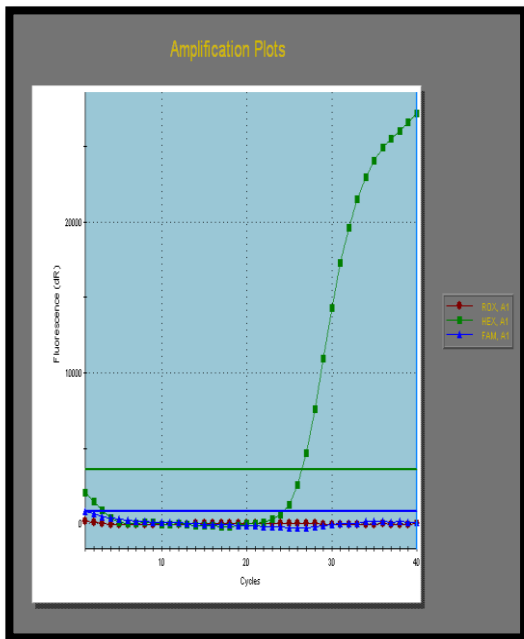 Amplification Plots
Fluorescence (dR)
20000
10000
0
10
20
30
40
Cycles
ROX, A1
HEX, A1
FAM, A1